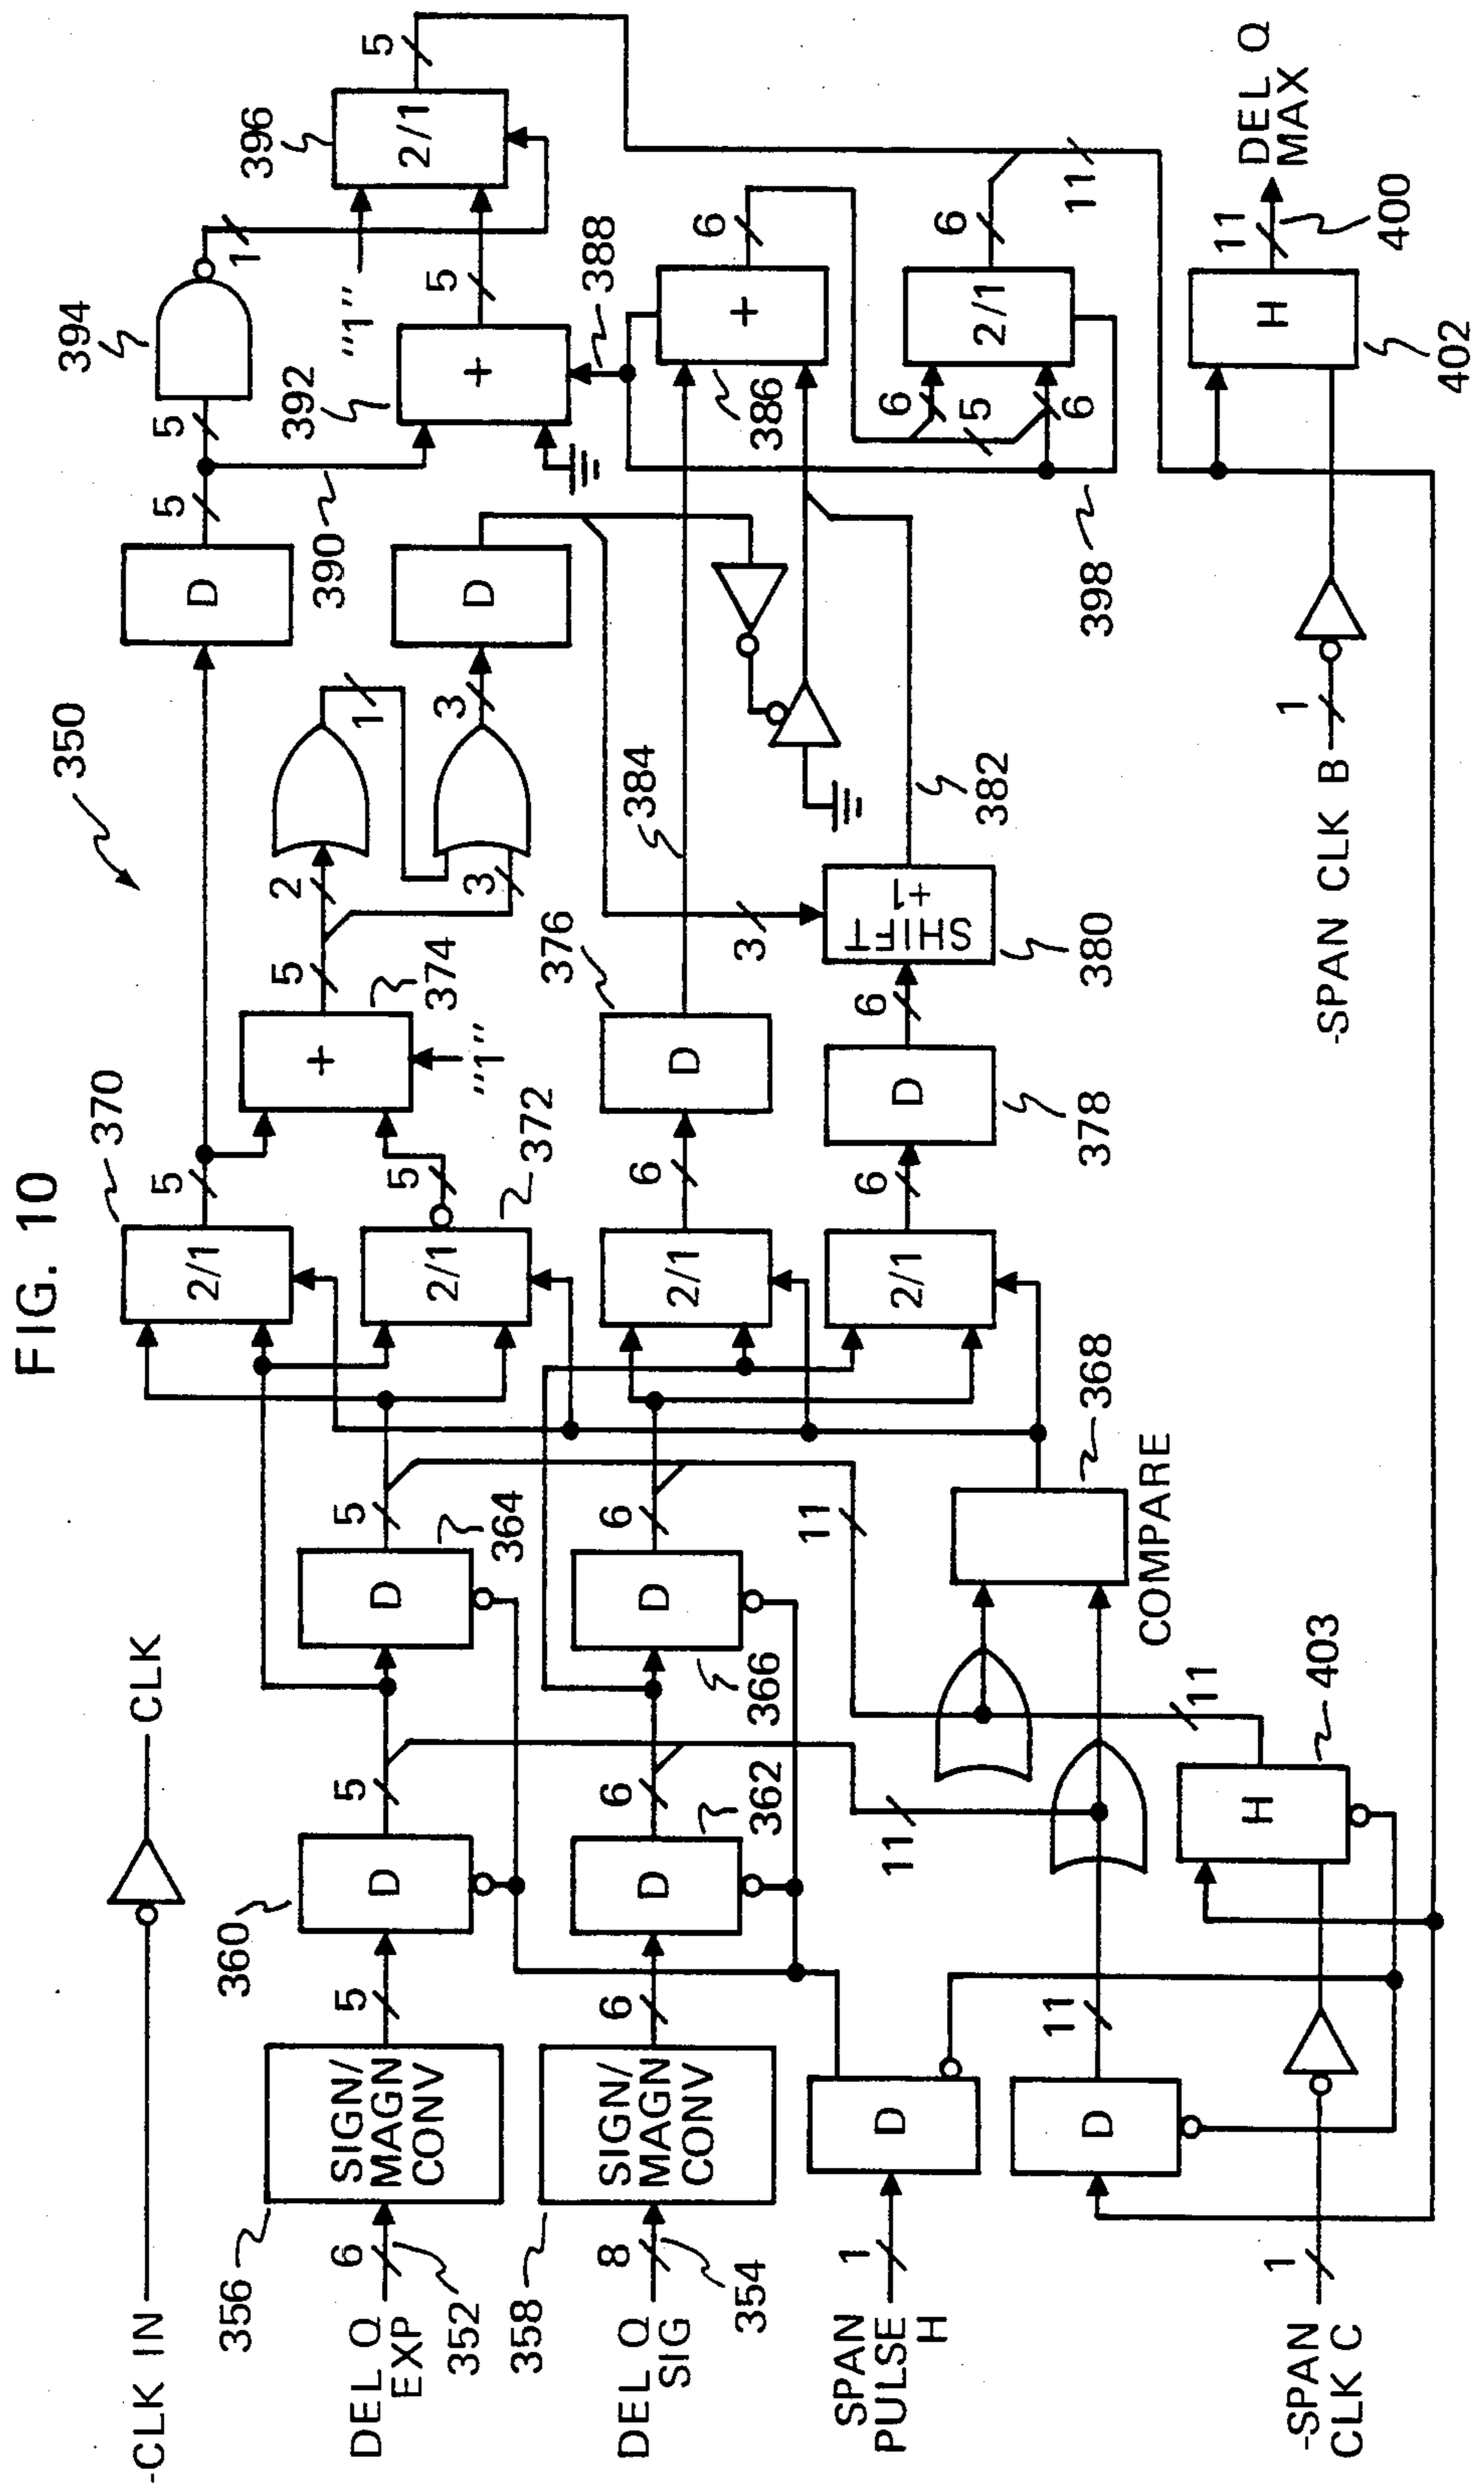 FIG. 10
350
-CLK IN
CLK
356
6
352
DEL Q
EXP
SIGN/
MAGN
CONV
5
360
D
5
D
5
364
370
2/1
5
D
5
390
5
394
1
396
"1"
2/1
5
2/1
372
5
+
"1"
374
5
2
3
1
3
D
392
+
5
388
358
8
354
DEL Q
SIG
SIGN/
MAGN
CONV
6
D
362
6
D
366
6
2/1
6
D
376
384
+
386
6
11
11
2/1
6
D
378
6
SHIFT
+1
380
3
382
6
5
6
2/1
6
398
11
SPAN
PULSE
H
1
D
COMPARE
368
D
11
H
403
11
-SPAN
CLK C
1
-SPAN CLK B
1
H
402
11
400
DEL Q
MAX